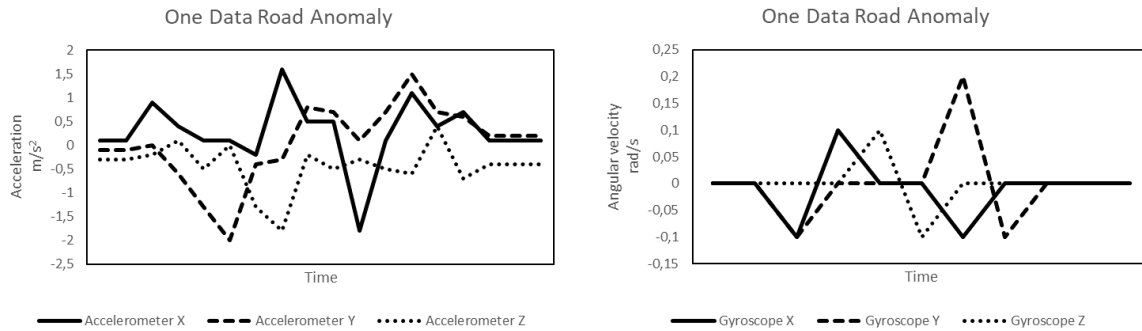 One Data Road Anomaly
Acceleration
m/s²
2
1,5
1
0,5
0
-0,5
-1
-1,5
-2
-2,5
Time
Accelerometer X Accelerometer Y Accelerometer Z
One Data Road Anomaly
Angular velocity
rad/s
0,25
0,2
0,15
0,1
0,05
0
-0,05
-0,1
-0,15
Time
Gyroscope X Gyroscope Y Gyroscope Z